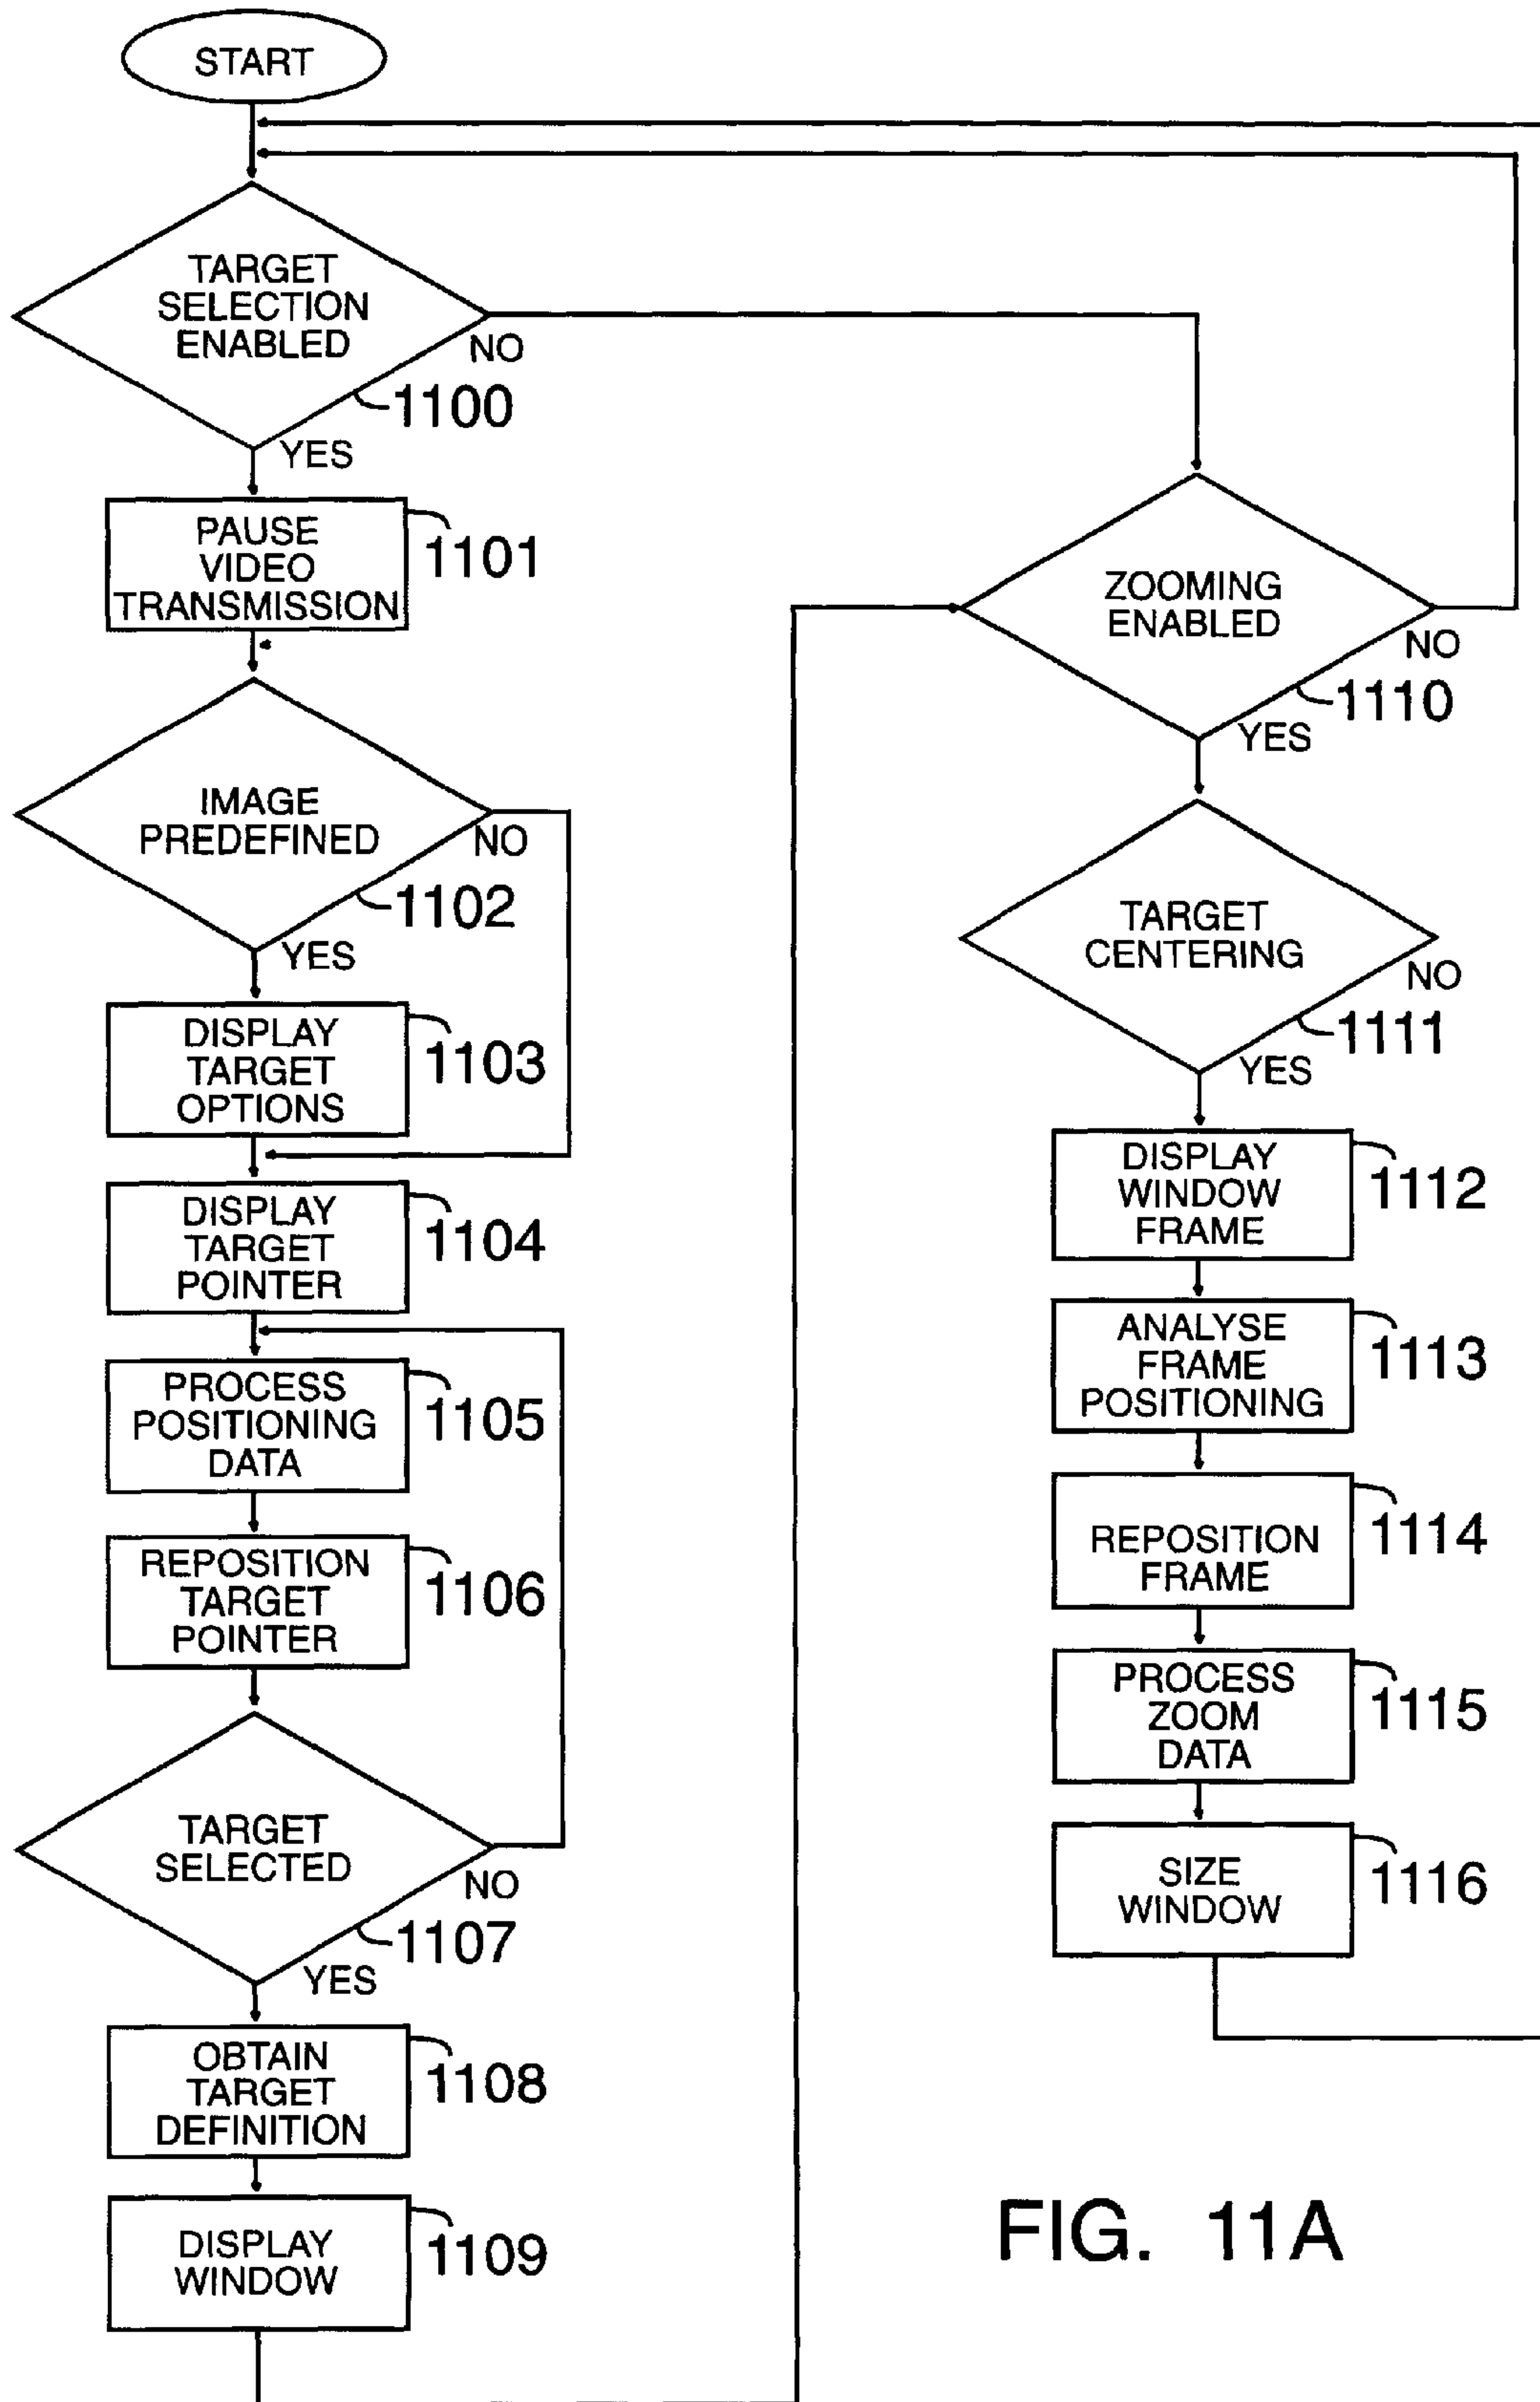 START
TARGET
SELECTION
ENABLED
NO
1100
YES
PAUSE
VIDEO
TRANSMISSION
1101
IMAGE
PREDEFINED
NO
1102
YES
DISPLAY
TARGET
OPTIONS
1103
DISPLAY
TARGET
POINTER
1104
PROCESS
POSITIONING
DATA
1105
REPOSITION
TARGET
POINTER
1106
TARGET
SELECTED
NO
1107
YES
OBTAIN
TARGET
DEFINITION
1108
DISPLAY
WINDOW
1109
ZOOMING
ENABLED
NO
1110
YES
TARGET
CENTERING
NO
1111
YES
DISPLAY
WINDOW
FRAME
1112
ANALYSE
FRAME
POSITIONING
1113
REPOSITION
FRAME
1114
PROCESS
ZOOM
DATA
1115
SIZE
WINDOW
1116
FIG. 11A